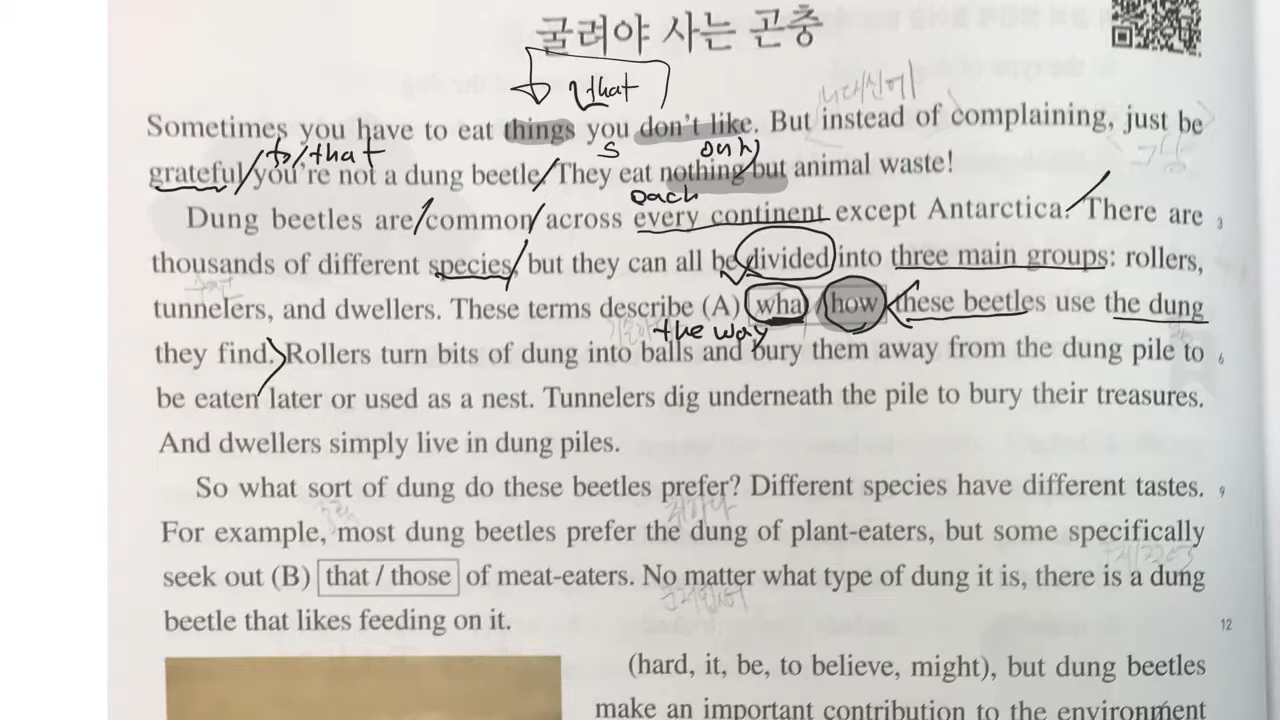 굴려야 사는 곤충
that
Sometimes you have to eat things you don't like. But instead of complaining, just be
that
S
grateful you're not a dung beetle. They eat nothing but animal waste!
Dung beetles are common across every continent except Antarctica. There are
3
thousands of different species, but they can all be divided into three main groups: rollers,
tunnelers, and dwellers. These terms describe (A) wha / how these beetles use the dung
the way
they find. Rollers turn bits of dung into balls and bury them away from the dung pile to
6
be eaten later or used as a nest. Tunnelers dig underneath the pile to bury their treasures.
And dwellers simply live in dung piles.
So what sort of dung do these beetles prefer? Different species have different tastes.
9
For example, most dung beetles prefer the dung of plant-eaters, but some specifically
seek out (B) that / those of meat-eaters. No matter what type of dung it is, there is a dung
beetle that likes feeding on it.
12
(hard, it, be, to believe, might), but dung beetles
make an important contribution to the environment